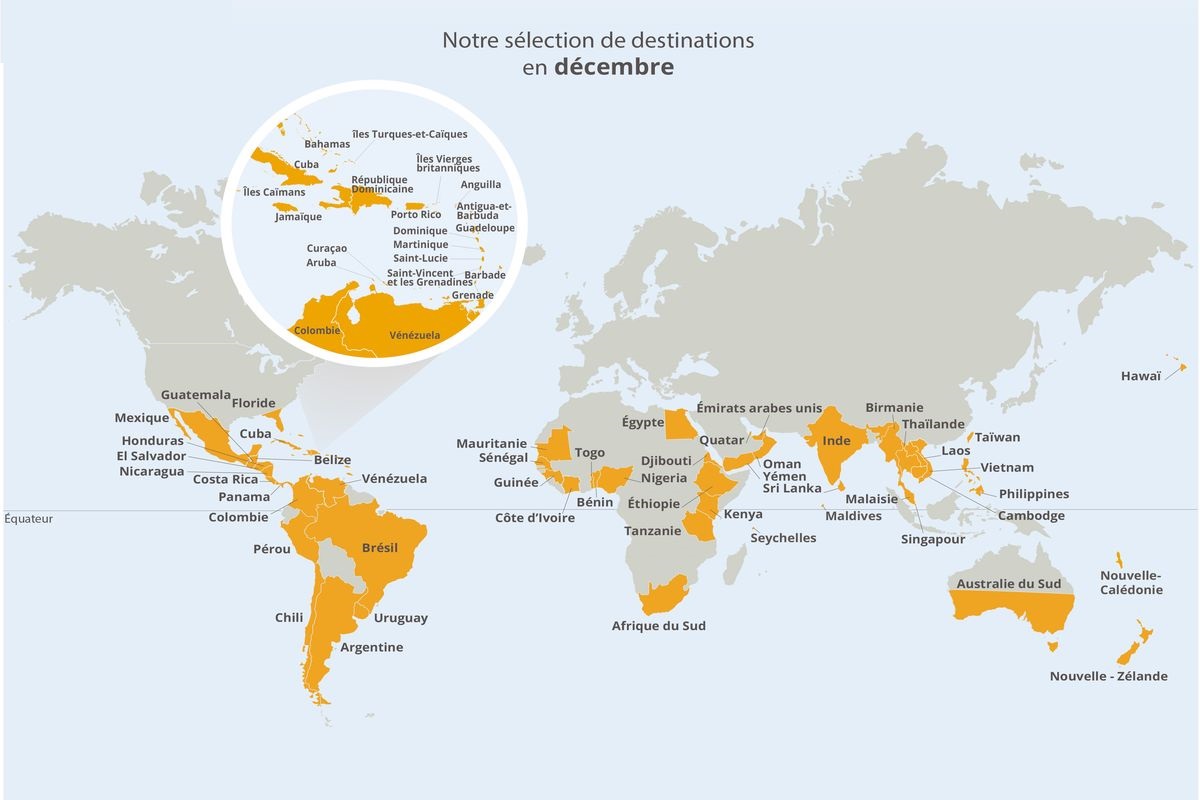 Notre sélection de destinations
en décembre
Bahamas
îles Turques-et-Caïques
Cuba
Îles Vierges
britanniques
République
Dominicaine
Îles Caïmans
Anguilla
Jamaïque
Porto Rico
Antigua-et-
Barbuda
Guadeloupe
Dominique
Martinique
Curaçao
Saint-Lucie
Aruba
Saint-Vincent
et les Grenadines
Barbade
Grenade
Colombie
Vénézuela
Hawaï
Guatemala
Floride
Mexique
Cuba
Honduras
El Salvador
Nicaragua
Belize
Costa Rica
Vénézuela
Panama
Colombie
Équateur
Pérou
Brésil
Chili
Uruguay
Argentine
Égypte
Émirats arabes unis
Quatar
Mauritanie
Sénégal
Togo
Djibouti
Guinée
Nigeria
Bénin
Éthiopie
Côte d’Ivoire
Kenya
Tanzanie
Seychelles
Afrique du Sud
Oman
Yémen
Sri Lanka
Inde
Birmanie
Thaïlande
Taïwan
Laos
Vietnam
Malaisie
Philippines
Maldives
Cambodge
Singapour
Australie du Sud
Nouvelle-
Calédonie
Nouvelle - Zélande